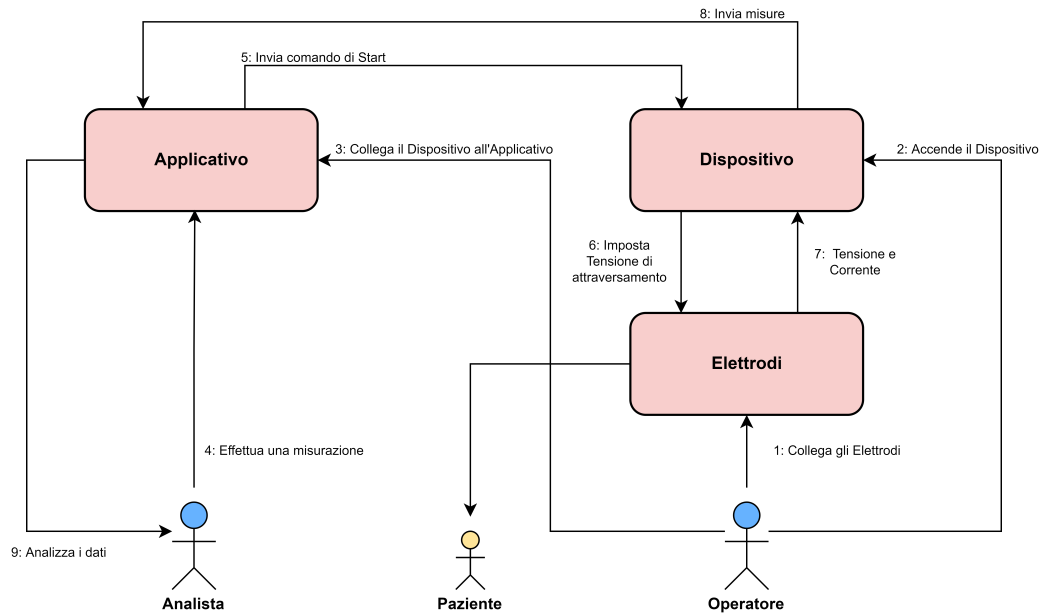 8: Invia misure
5: Invia comando di Start
3: Collega il Dispositivo all'Applicativo
2: Accende il Dispositivo
Applicativo
Dispositivo
6: Imposta
Tensione di
attraversamento
7: Tensione e
Corrente
Elettrodi
4: Effettua una misurazione
1: Collega gli Elettrodi
9: Analizza i dati
Analista
Paziente
Operatore